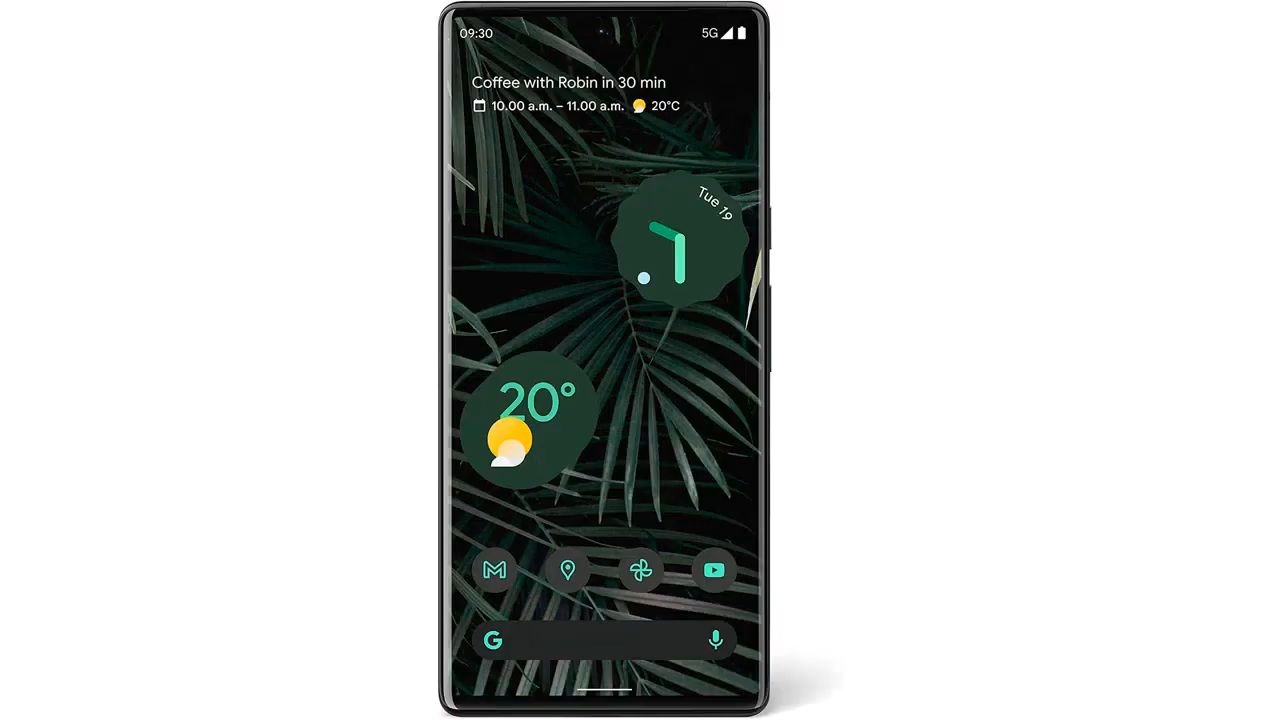 09:30
5G
Coffee with Robin in 30 min
10.00 a.m. – 11.00 a.m. 20°C
Tue 19
20°
G